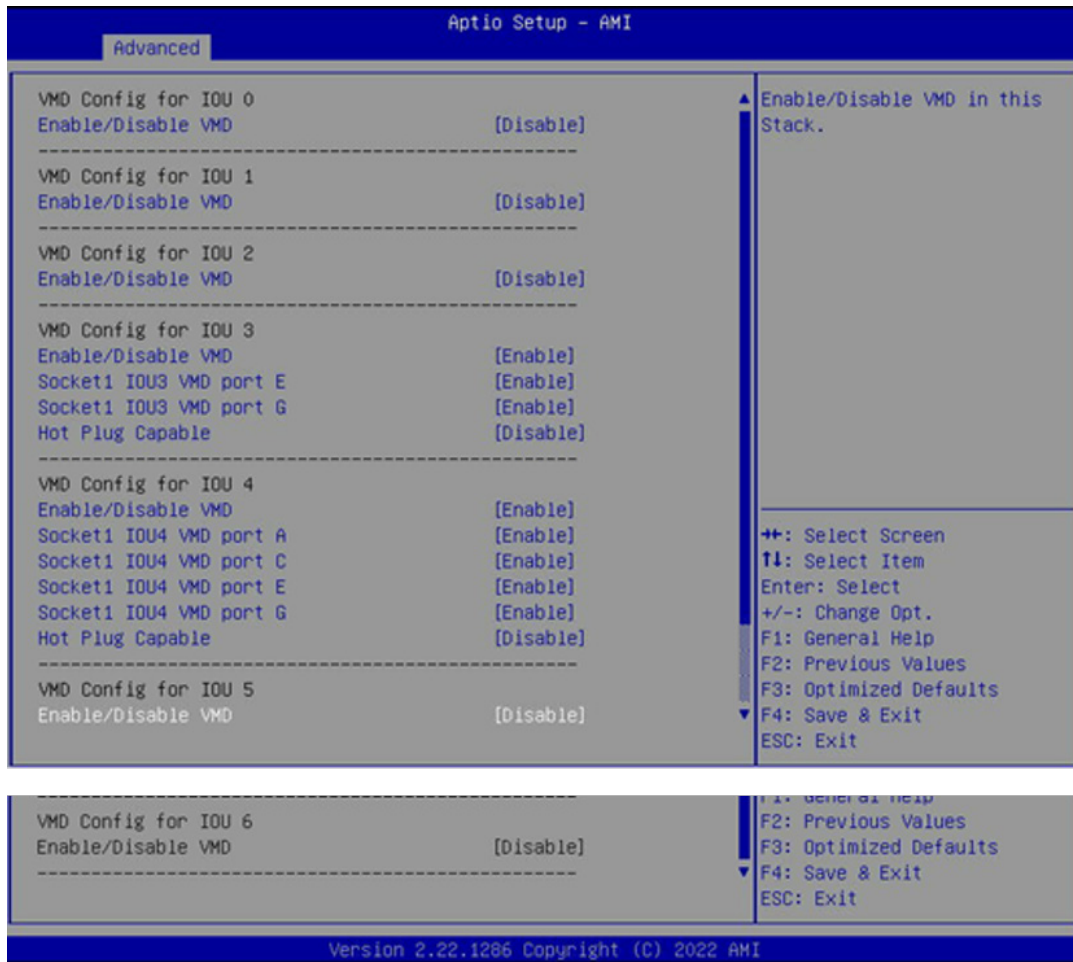 Aptio Setup – AMI
Advanced
VMD Config for IOU 0
Enable/Disable VMD [Disable]
----------------------------------------------------
VMD Config for IOU 1
Enable/Disable VMD [Disable]
----------------------------------------------------
VMD Config for IOU 2
Enable/Disable VMD [Disable]
----------------------------------------------------
VMD Config for IOU 3
Enable/Disable VMD [Enable]
Socket1 IOU3 VMD port E [Enable]
Socket1 IOU3 VMD port G [Enable]
Hot Plug Capable [Disable]
----------------------------------------------------
VMD Config for IOU 4
Enable/Disable VMD [Enable]
Socket1 IOU4 VMD port A [Enable]
Socket1 IOU4 VMD port C [Enable]
Socket1 IOU4 VMD port E [Enable]
Socket1 IOU4 VMD port G [Enable]
Hot Plug Capable [Disable]
----------------------------------------------------
VMD Config for IOU 5
Enable/Disable VMD [Disable]
Enable/Disable VMD in this
Stack.
→←: Select Screen
↑↓: Select Item
Enter: Select
+/-: Change Opt.
F1: General Help
F2: Previous Values
F3: Optimized Defaults
F4: Save & Exit
ESC: Exit
----------------------------------------------------
VMD Config for IOU 6
Enable/Disable VMD [Disable]
----------------------------------------------------
F1: General Help
F2: Previous Values
F3: Optimized Defaults
F4: Save & Exit
ESC: Exit
Version 2.22.1286 Copyright (C) 2022 AMI